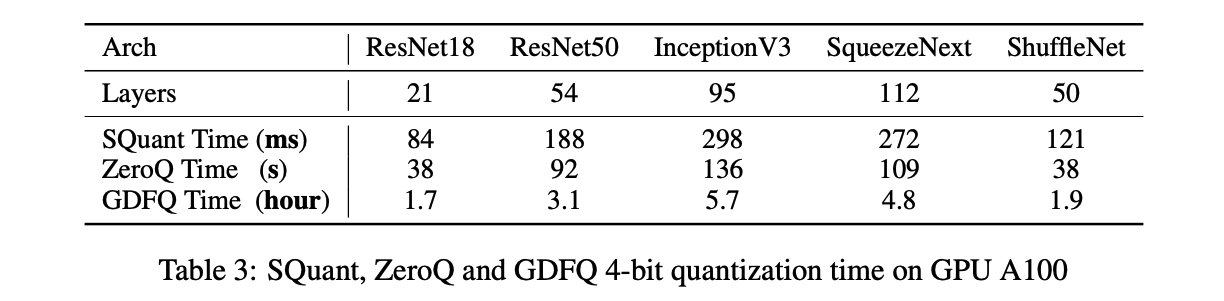 Arch ResNet18 ResNet50 InceptionV3 SqueezeNext ShuffleNet
Layers 21 54 95 112 50
SQuant Time (ms) 84 188 298 272 121
ZeroQ Time (s) 38 92 136 109 38
GDFQ Time (hour) 1.7 3.1 5.7 4.8 1.9
Table 3: SQuant, ZeroQ and GDFQ 4-bit quantization time on GPU A100